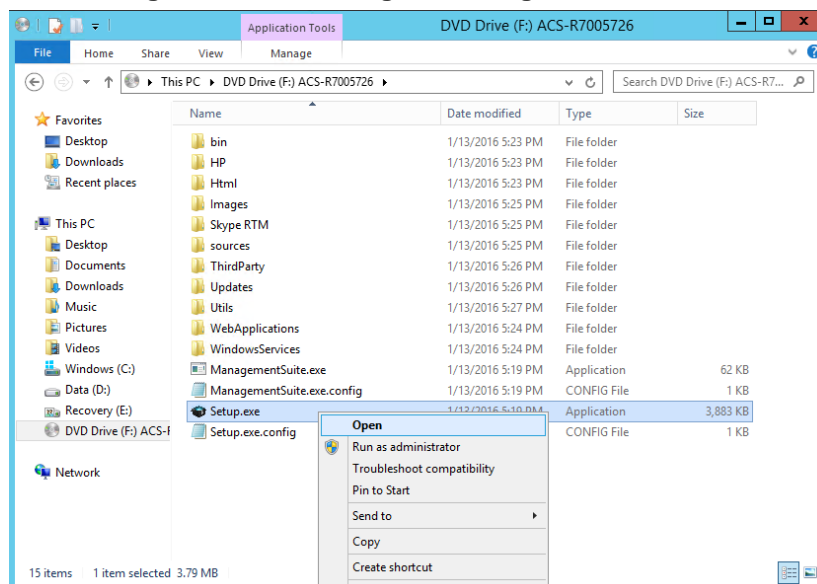 Application Tools
DVD Drive (F:) ACS-R7005726
File Home Share View Manage
This PC DVD Drive (F:) ACS-R7005726
Search DVD Drive (F:) ACS-R7...
Name Date modified Type Size
Favorites
Desktop
Downloads
Recent places
This PC
Desktop
Documents
Downloads
Music
Pictures
Videos
Windows (C:)
Data (D:)
Recovery (E:)
DVD Drive (F:) ACS-F
Network
bin 1/13/2016 5:23 PM File folder
HP 1/13/2016 5:23 PM File folder
Html 1/13/2016 5:23 PM File folder
Images 1/13/2016 5:25 PM File folder
Skype RTM 1/13/2016 5:25 PM File folder
sources 1/13/2016 5:25 PM File folder
ThirdParty 1/13/2016 5:26 PM File folder
Updates 1/13/2016 5:26 PM File folder
Utils 1/13/2016 5:27 PM File folder
WebApplications 1/13/2016 5:24 PM File folder
WindowsServices 1/13/2016 5:24 PM File folder
ManagementSuite.exe 1/13/2016 5:19 PM Application 62 KB
ManagementSuite.exe.config 1/13/2016 5:19 PM CONFIG File 1 KB
Setup.exe 1/13/2016 5:19 PM Application 3,883 KB
Setup.exe.config CONFIG File 1 KB
Open
Run as administrator
Troubleshoot compatibility
Pin to Start
Send to
Copy
Create shortcut
15 items 1 item selected 3.79 MB